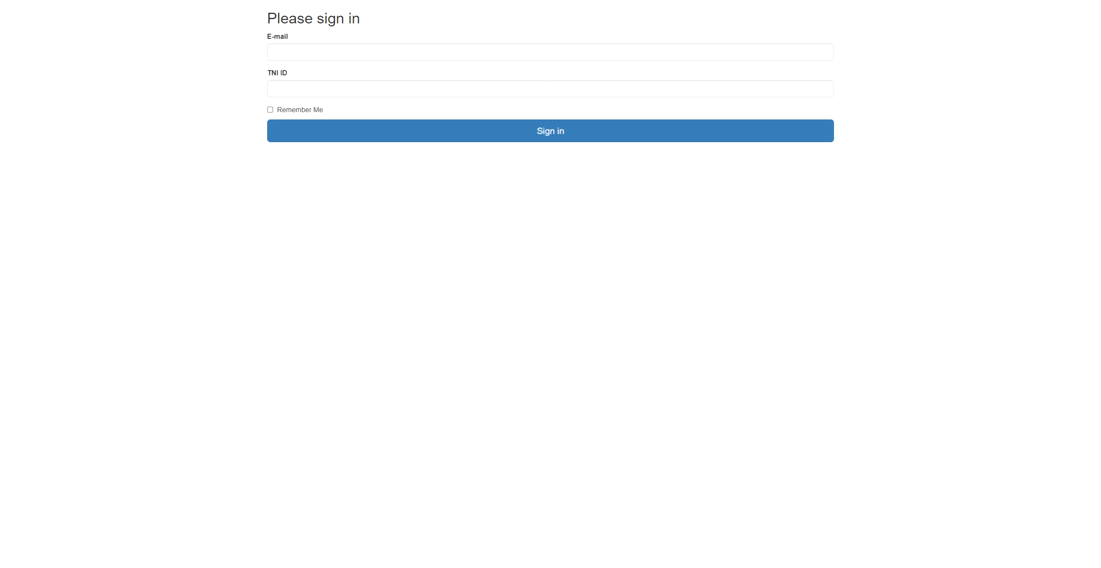 Please sign in
E-mail
TNI ID
Remember Me
Sign in